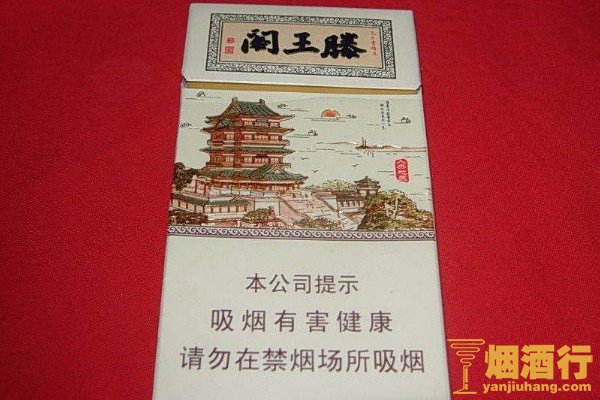 阁王滕
本公司提示
吸烟有害健康
请勿在禁烟场所吸烟
烟酒行
yanjiuhang.com